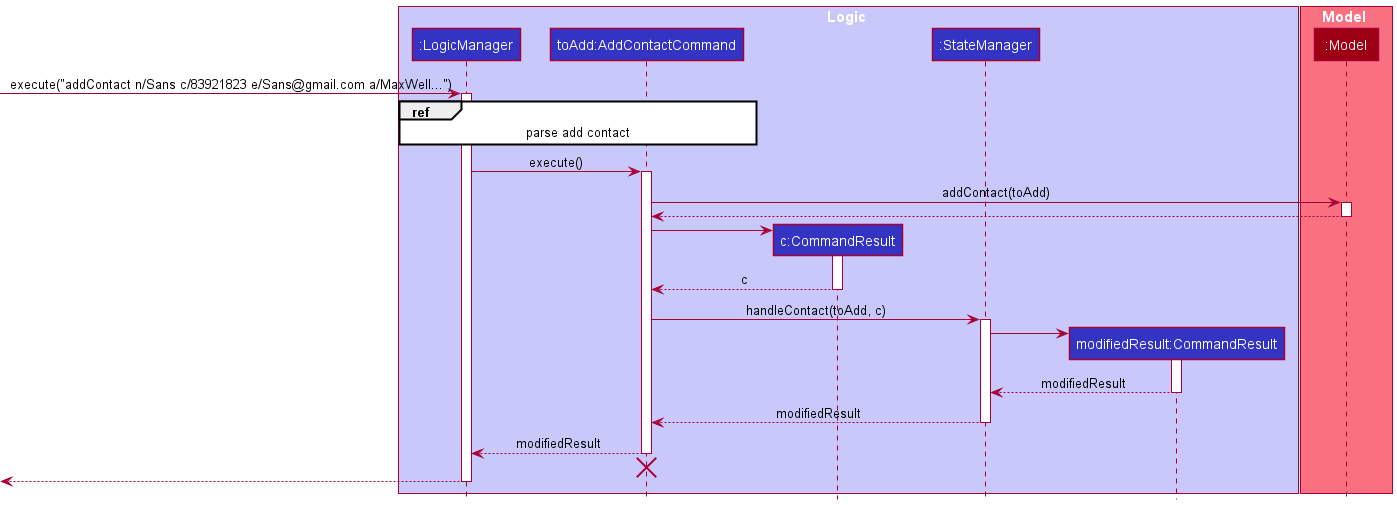 Logic
Model
:LogicManager
toAdd:AddContactCommand
:StateManager
:Model
execute("addContact n/Sans c/83921823 e/Sans@gmail.com a/MaxWell...")
ref
parse add contact
execute()
addContact(toAdd)
c:CommandResult
c
handleContact(toAdd, c)
modifiedResult:CommandResult
modifiedResult
modifiedResult
modifiedResult